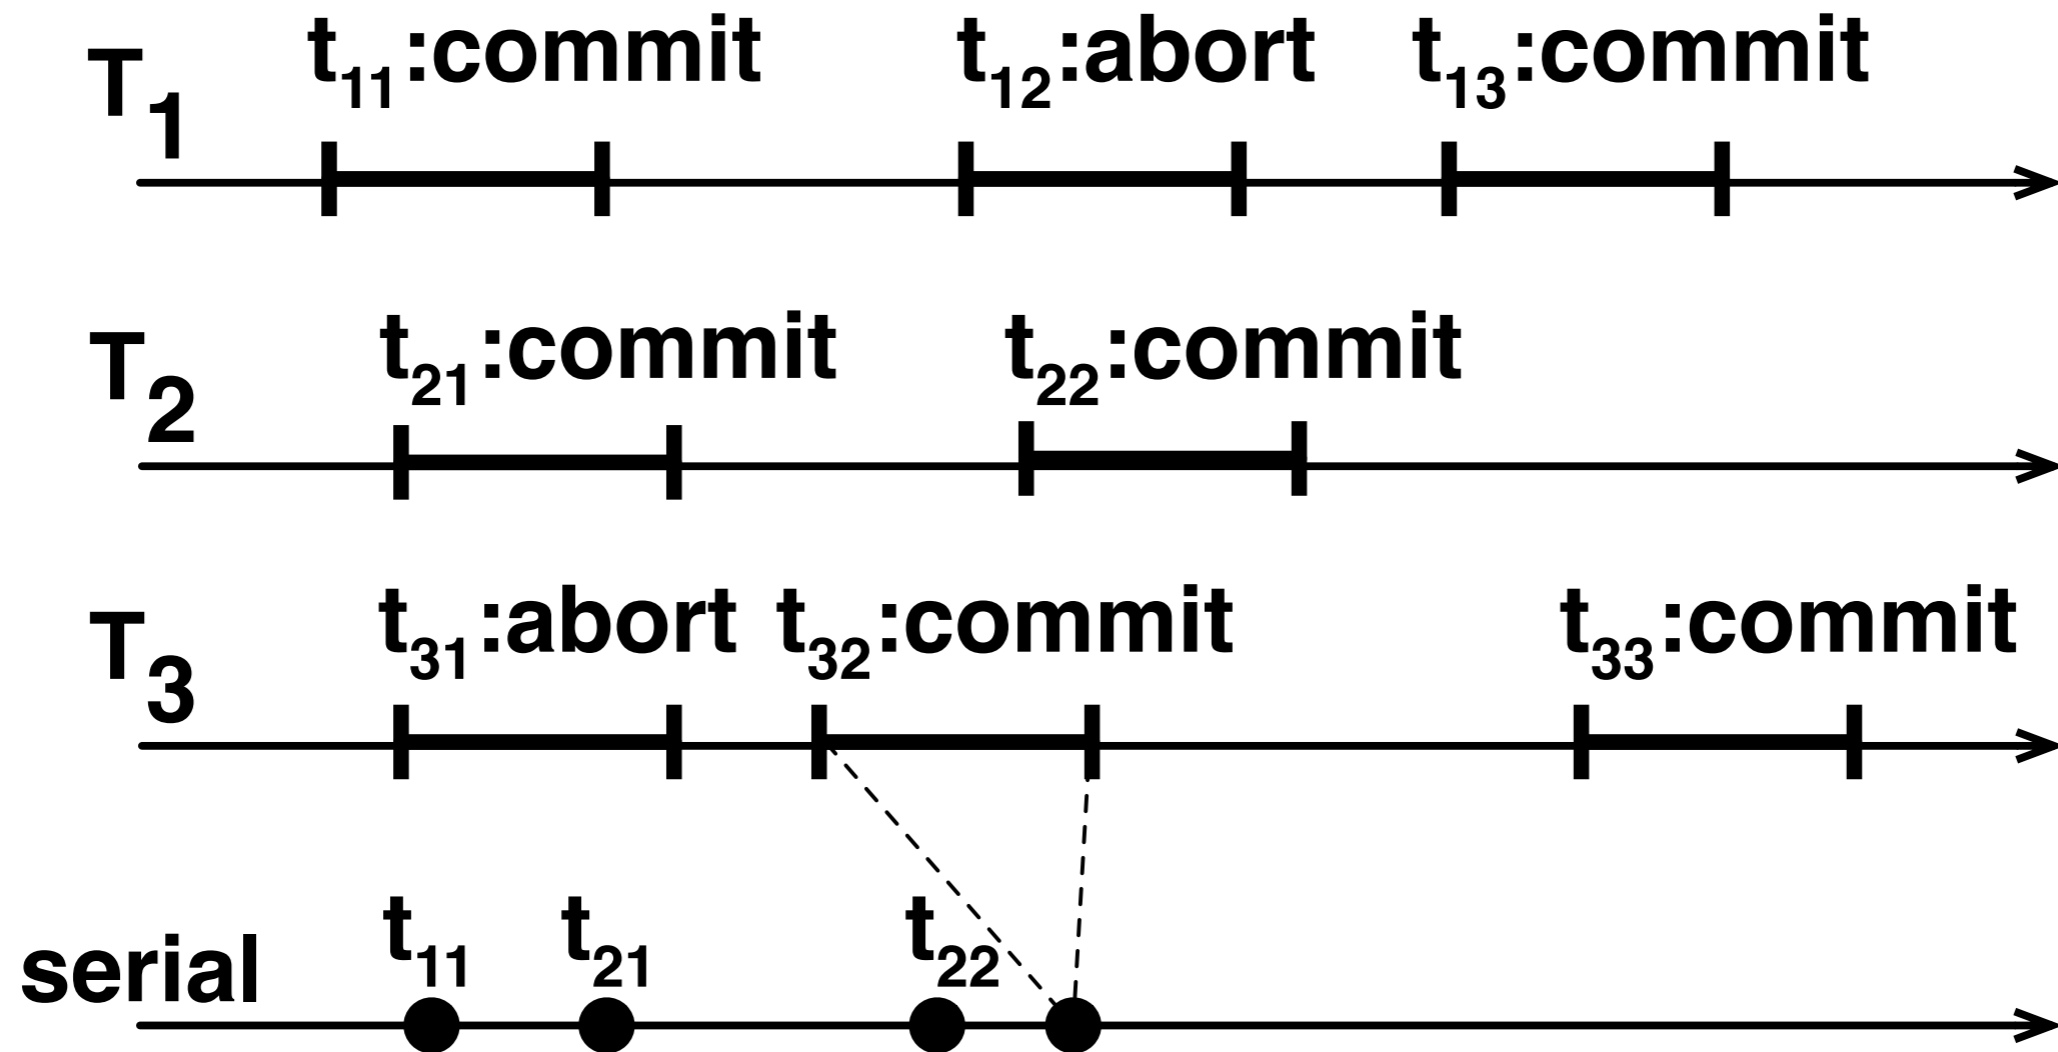 T₁ t₁₁:commit t₁₂:abort t₁₃:commit
T₂ t₂₁:commit t₂₂:commit
T₃ t₃₁:abort t₃₂:commit t₃₃:commit
serial t₁₁ t₂₁ t₂₂